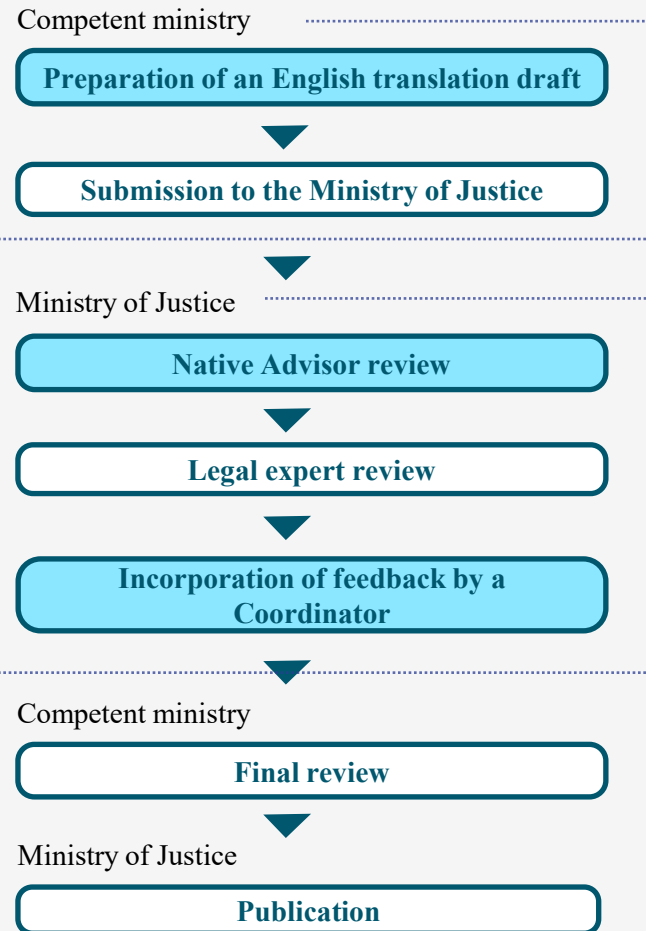 Competent ministry
Preparation of an English translation draft
Submission to the Ministry of Justice
Ministry of Justice
Native Advisor review
Legal expert review
Incorporation of feedback by a
Coordinator
Competent ministry
Final review
Ministry of Justice
Publication